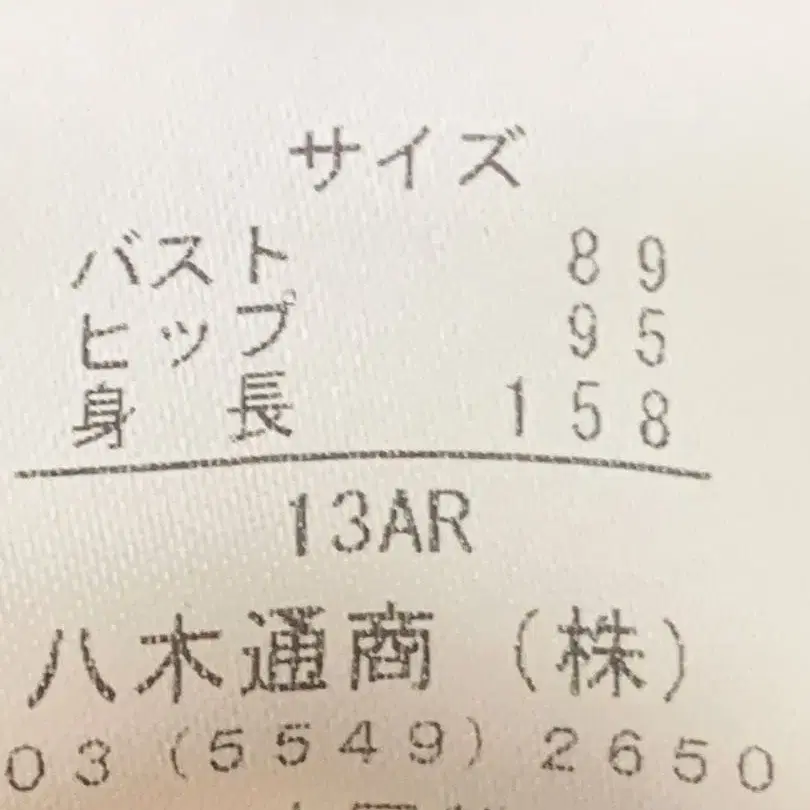 サイズ
バスト 89
ヒップ 95
身長 158
13AR
八木通商(株)
03(5549)2650